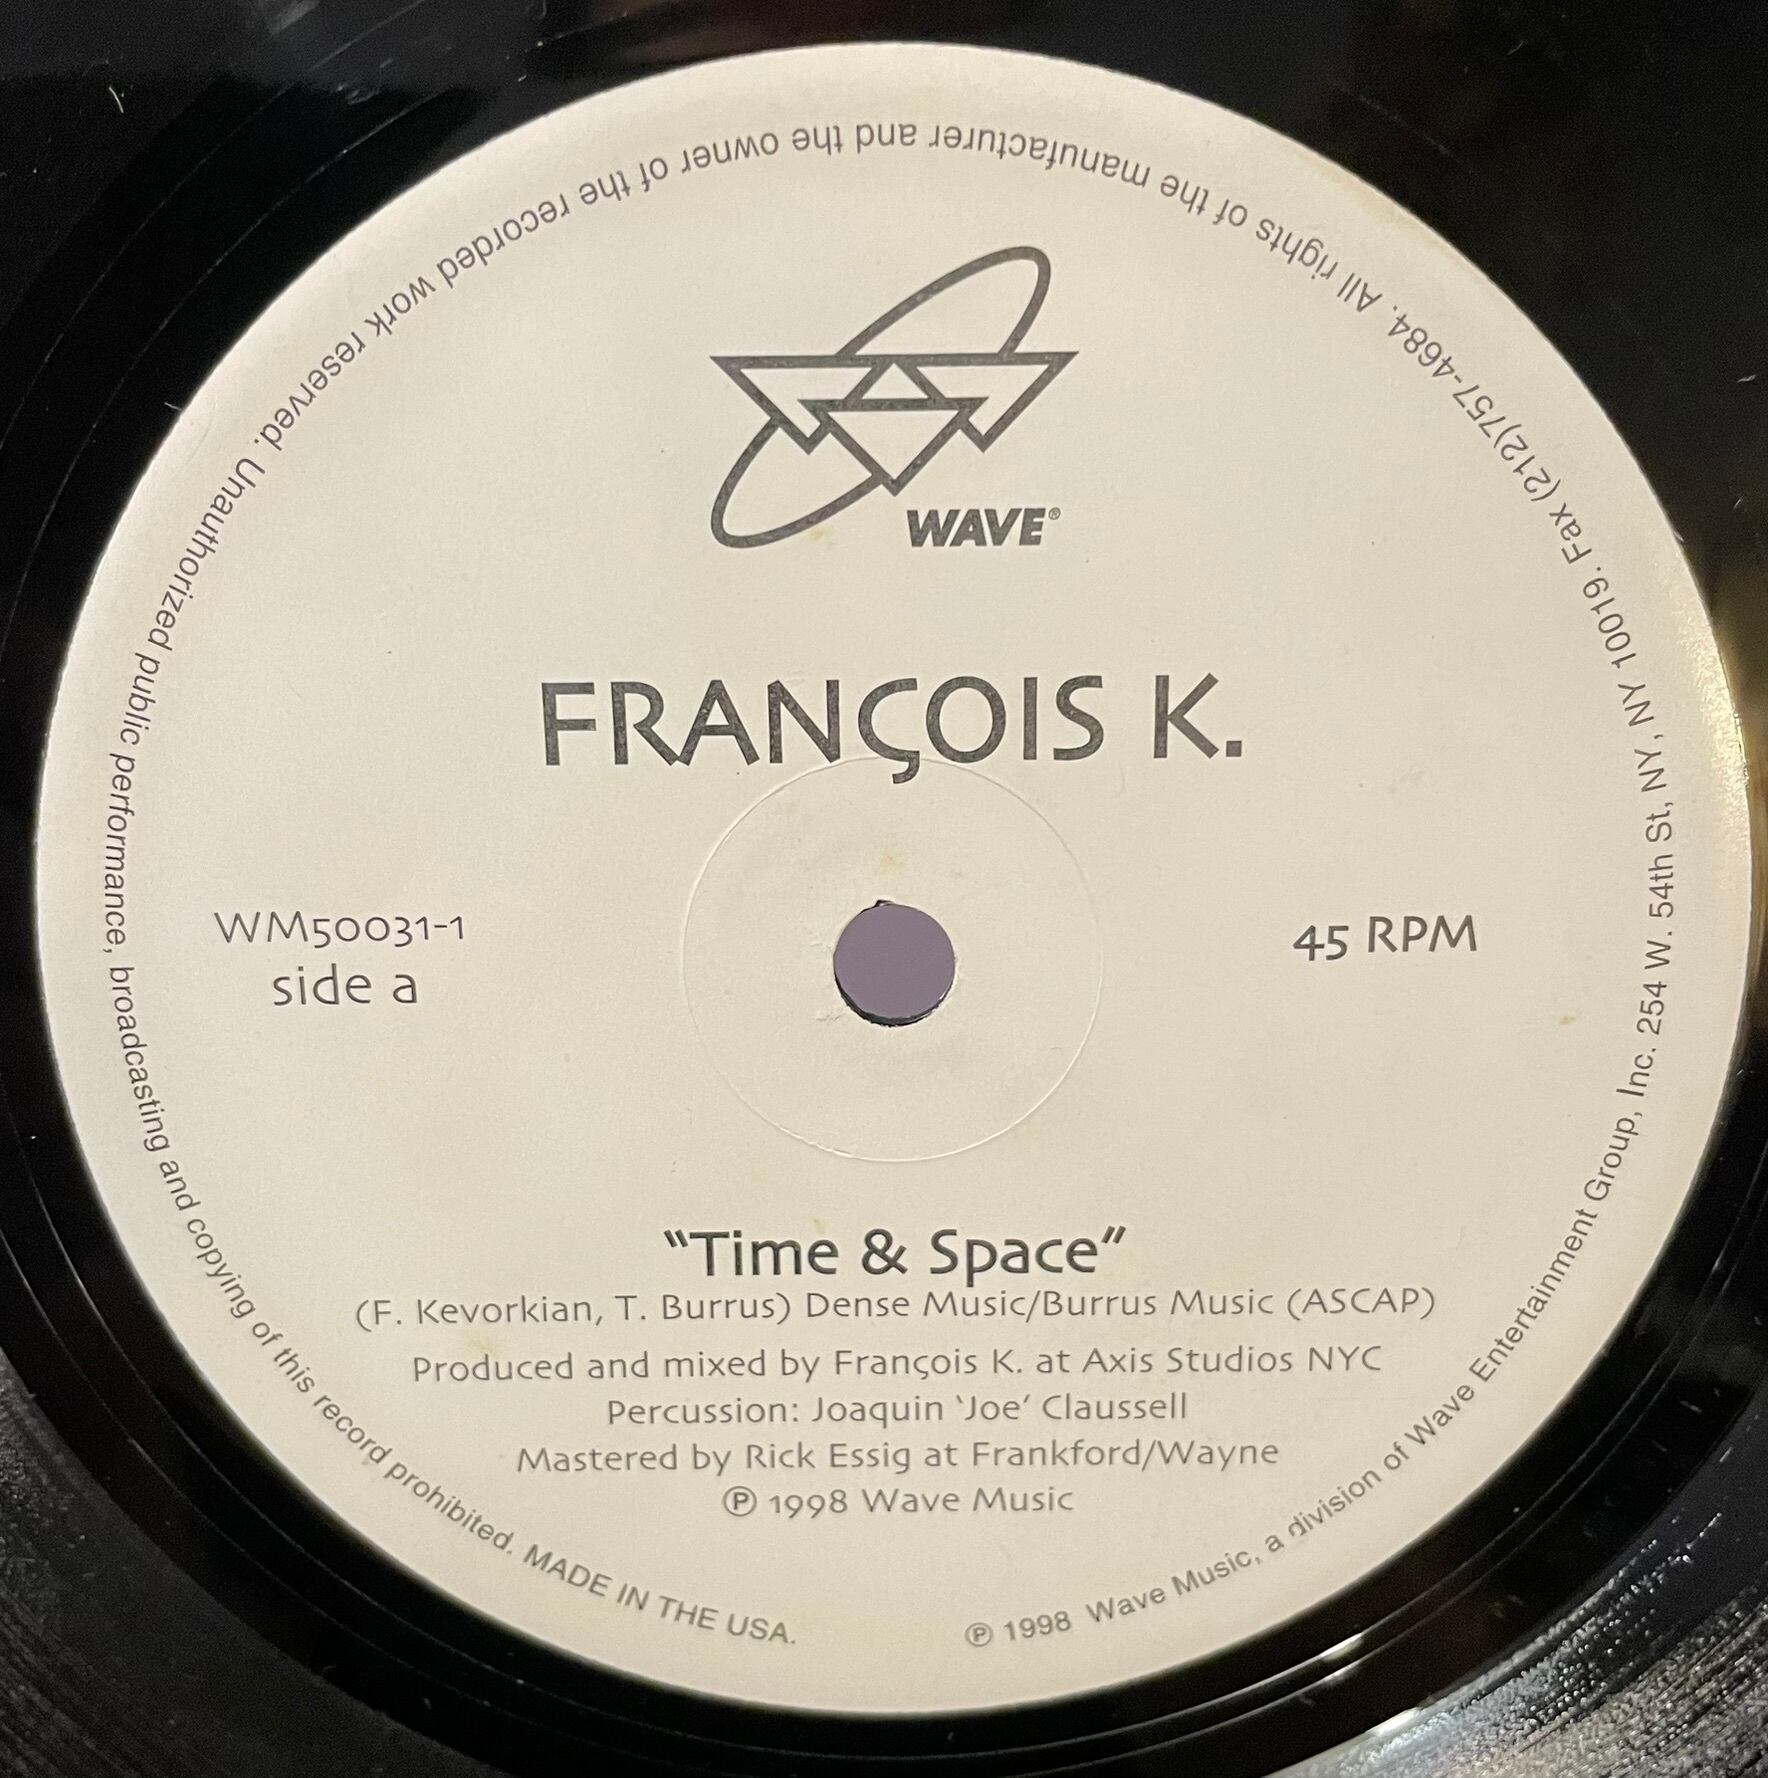 WAVE®
FRANÇOIS K.
WM50031-1
side a
45 RPM
“Time & Space”
(F. Kevorkian, T. Burrus) Dense Music/Burrus Music (ASCAP)
Produced and mixed by François K. at Axis Studios NYC
Percussion: Joaquin ‘Joe’ Claussell
Mastered by Rick Essig at Frankford/Wayne
℗ 1998 Wave Music
℗ 1998 Wave Music, a division of Wave Entertainment Group, Inc. 254 W. 54th St, NY, NY 10019. Fax (212)757-4684. All rights of the manufacturer and the owner of the recorded work reserved. Unauthorized public performance, broadcasting and copying of this record prohibited. MADE IN THE USA.